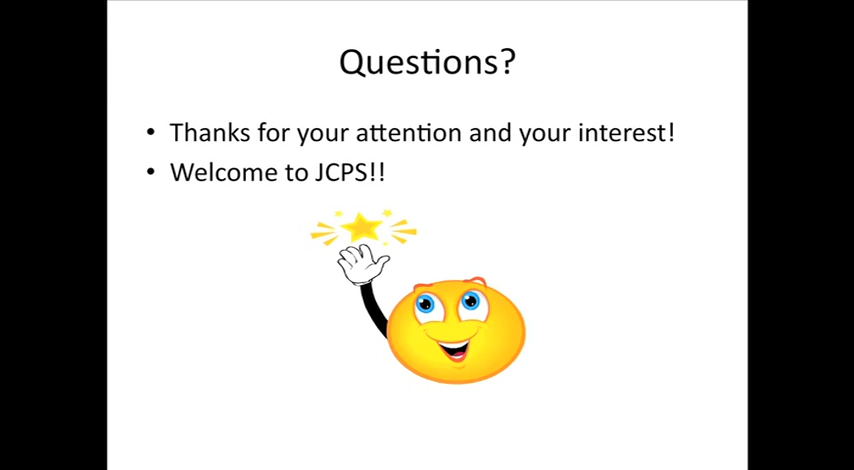 Questions?
• Thanks for your attention and your interest!
• Welcome to JCPS!!